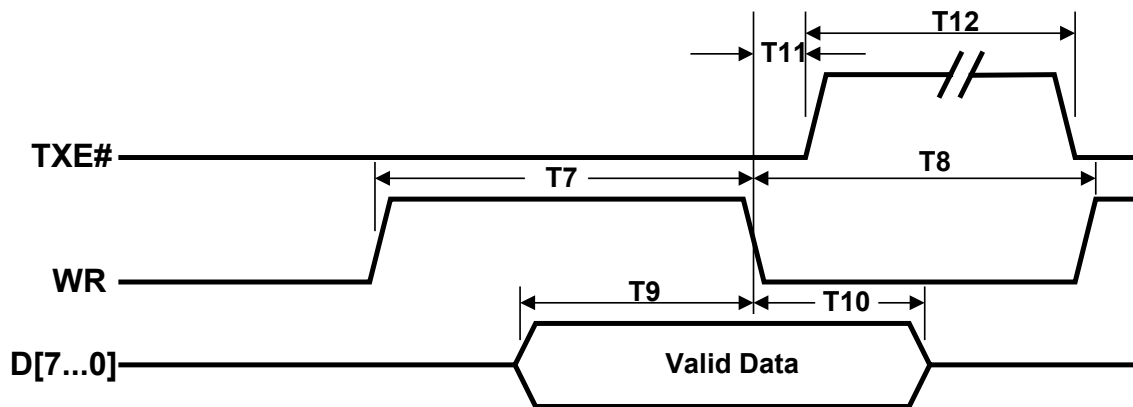 T12
T11
TXE#
T7
T8
WR
T9
T10
D[7...0]
Valid Data